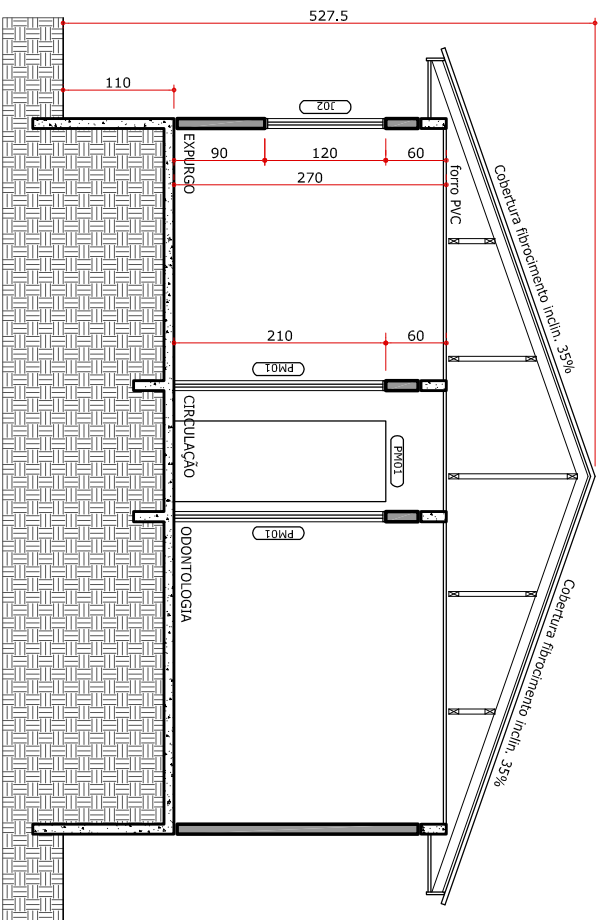 527.5
110
J02
90
120
60
270
EXPURGO
forro PVC
Cobertura fibrocimento inclin. 35%
210
60
PM01
CIRCULAÇÃO
PM01
PM01
ODONTOLOGIA
Cobertura fibrocimento inclin. 35%